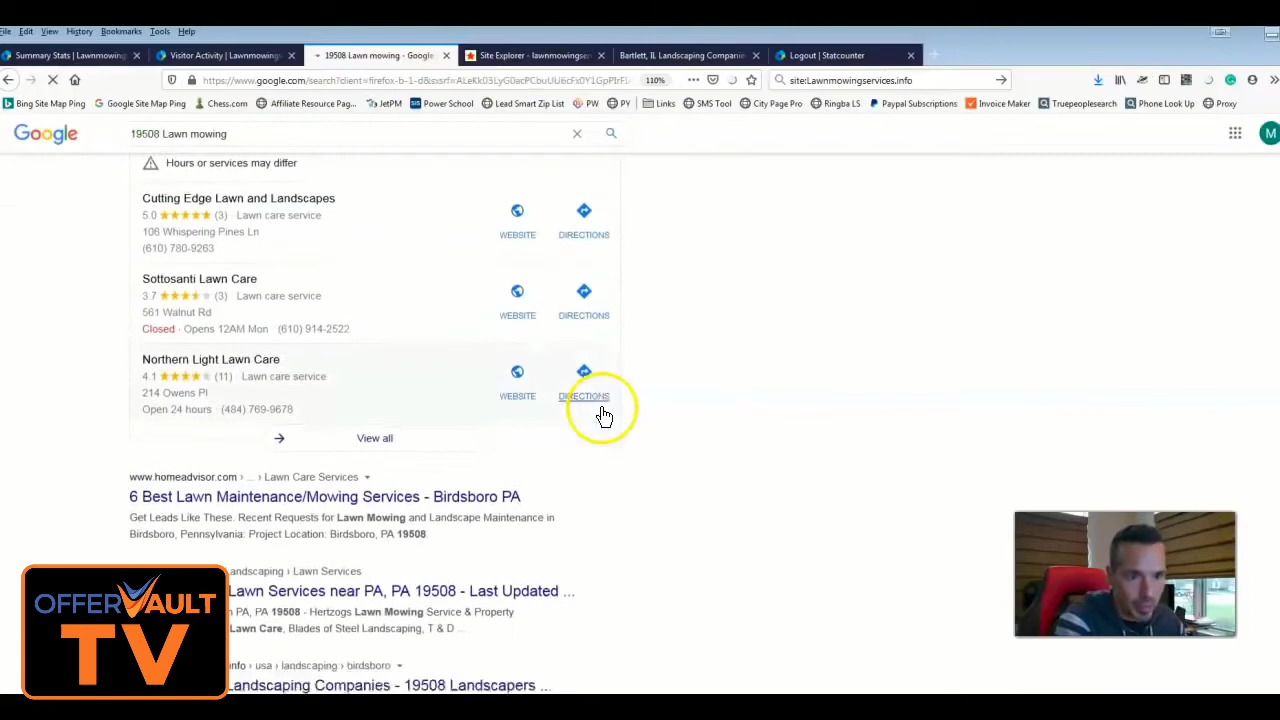 File Edit View History Bookmarks Tools Help
Summary Stats | Lawnmowing
Visitor Activity | Lawnmowing
19508 Lawn mowing - Google
Site Explorer - lawnmowingser
Bartlett, IL Landscaping Companie
Logout | Statcounter
110%
site:Lawnmowingservices.info
Bing Site Map Ping
Google Site Map Ping
Chess.com
Affiliate Resource Pag...
JetPM
Power School
Lead Smart Zip List
PW
PY
Links
SMS Tool
City Page Pro
Ringba LS
Paypal Subscriptions
Invoice Maker
Truepeoplesearch
Phone Look Up
Proxy
Google
19508 Lawn mowing
M
Hours or services may differ
Cutting Edge Lawn and Landscapes
5.0 (3) · Lawn care service
106 Whispering Pines Ln
(610) 780-9263
WEBSITE DIRECTIONS
Sottosanti Lawn Care
3.7 (3) · Lawn care service
561 Walnut Rd
Closed · Opens 12AM Mon · (610) 914-2522
WEBSITE DIRECTIONS
Northern Light Lawn Care
4.1 (11) · Lawn care service
214 Owens Pl
Open 24 hours · (484) 769-9678
WEBSITE DIRECTIONS
View all
www.homeadvisor.com › ... › Lawn Care Services
6 Best Lawn Maintenance/Mowing Services - Birdsboro PA
Get Leads Like These. Recent Requests for Lawn Mowing and Landscape Maintenance in
Birdsboro, Pennsylvania: Project Location: Birdsboro, PA 19508.
andscaping › Lawn Services
Lawn Services near PA, PA 19508 - Last Updated ...
n PA, PA 19508 - Hertzogs Lawn Mowing Service & Property
Lawn Care, Blades of Steel Landscaping, T & D ...
nfo › usa › landscaping › birdsboro
Landscaping Companies - 19508 Landscapers ...
OFFERVAULT
TV